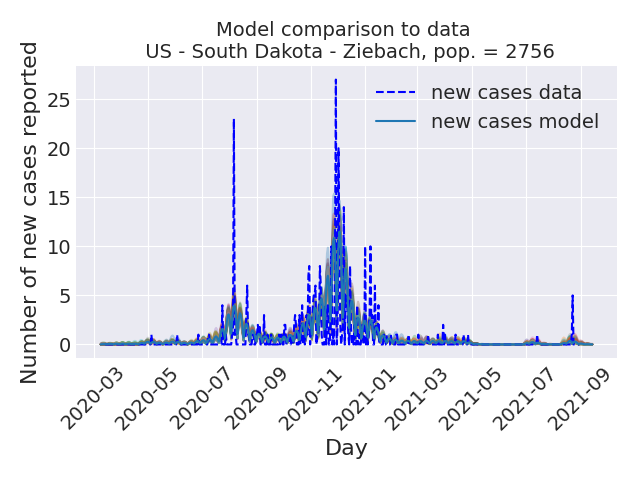 Model comparison to data
US - South Dakota - Ziebach, pop. = 2756
Number of new cases reported
25
20
15
10
5
0
new cases data
new cases model
2020-03
2020-05
2020-07
2020-09
2020-11
2021-01
2021-03
2021-05
2021-07
2021-09
Day